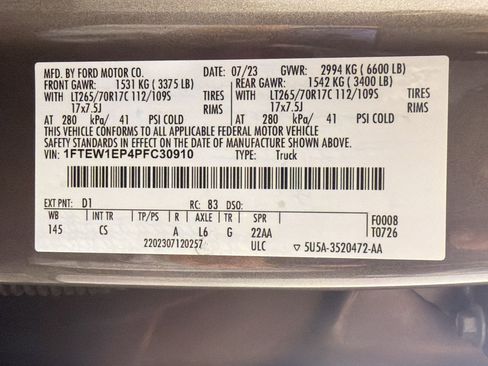 MFD. BY FORD MOTOR CO. DATE: 07/23 GVWR: 2994 KG ( 6600 LB)
FRONT GAWR: 1531 KG ( 3375 LB) REAR GAWR: 1542 KG ( 3400 LB)
WITH LT265/70R17C 112/109S TIRES WITH LT265/70R17C 112/109S TIRES
17x7.5J RIMS 17x7.5J RIMS
AT 280 kPa/ 41 PSI COLD AT 280 kPa/ 41 PSI COLD
THIS VEHICLE CONFORMS TO ALL APPLICABLE FEDERAL MOTOR VEHICLE
SAFETY STANDARDS IN EFFECT ON THE DATE OF MANUFACTURE SHOWN ABOVE.
VIN: 1FTEW1EP4PFC30910 TYPE: Truck
EXT PNT: D1 RC: 83 DSO:
WB INT TR TP/PS R AXLE TR SPR F0008
145 CS A L6 G 22AA T0726
2202307120257 ULC 5U5A-3520472-AA